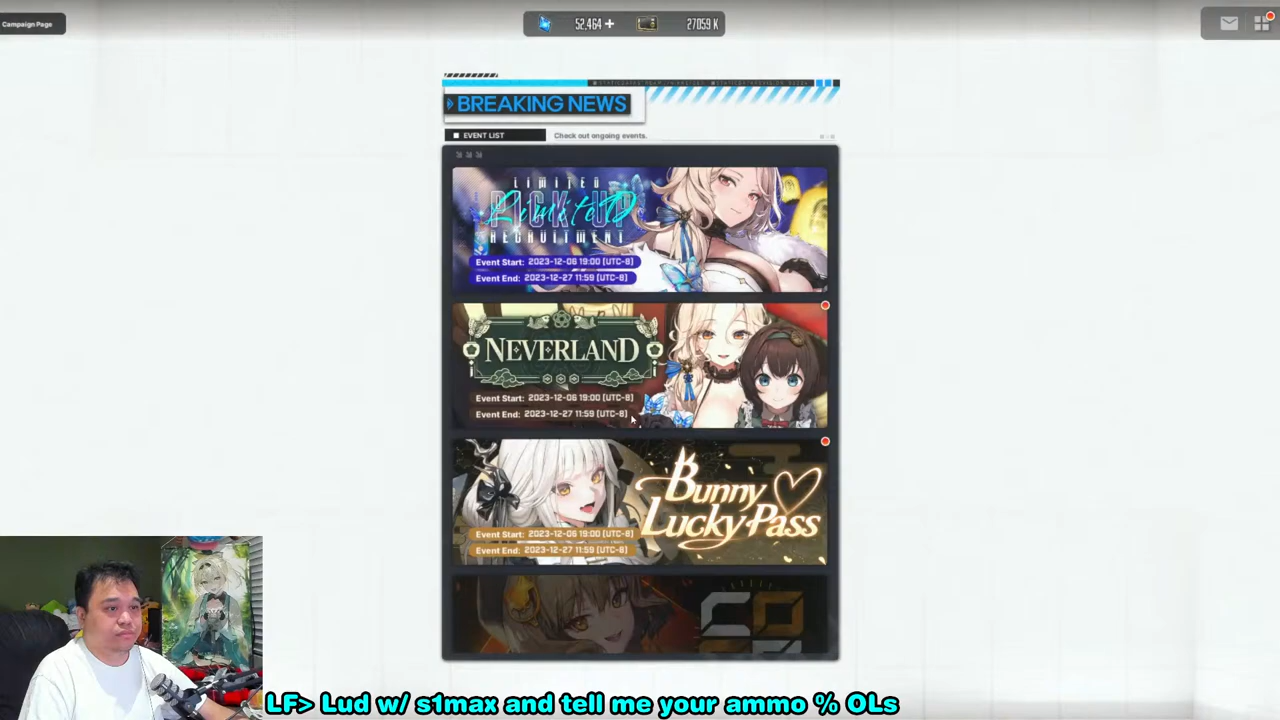 Campaign Page
52,464 +
27059 K
BREAKING NEWS
EVENT LIST
Check out ongoing events.
LIMITED
PICK UP
Limited
RECRUITMENT
Event Start: 2023-12-06 19:00 (UTC-8)
Event End: 2023-12-27 11:59 (UTC-8)
NEVERLAND
Event Start: 2023-12-06 19:00 (UTC-8)
Event End: 2023-12-27 11:59 (UTC-8)
Bunny
Lucky Pass
Event Start: 2023-12-06 19:00 (UTC-8)
Event End: 2023-12-27 11:59 (UTC-8)
LF> Lud w/ s1max and tell me your ammo % OLs